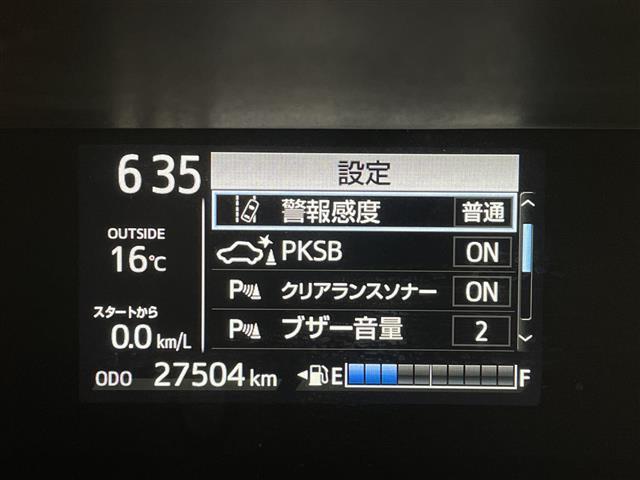 6 35
設定
警報感度 普通
OUTSIDE
16℃
PKSB ON
P クリアランスソナー ON
スタートから
0.0 km/L
P ブザー音量 2
ODO 27504 km
E F